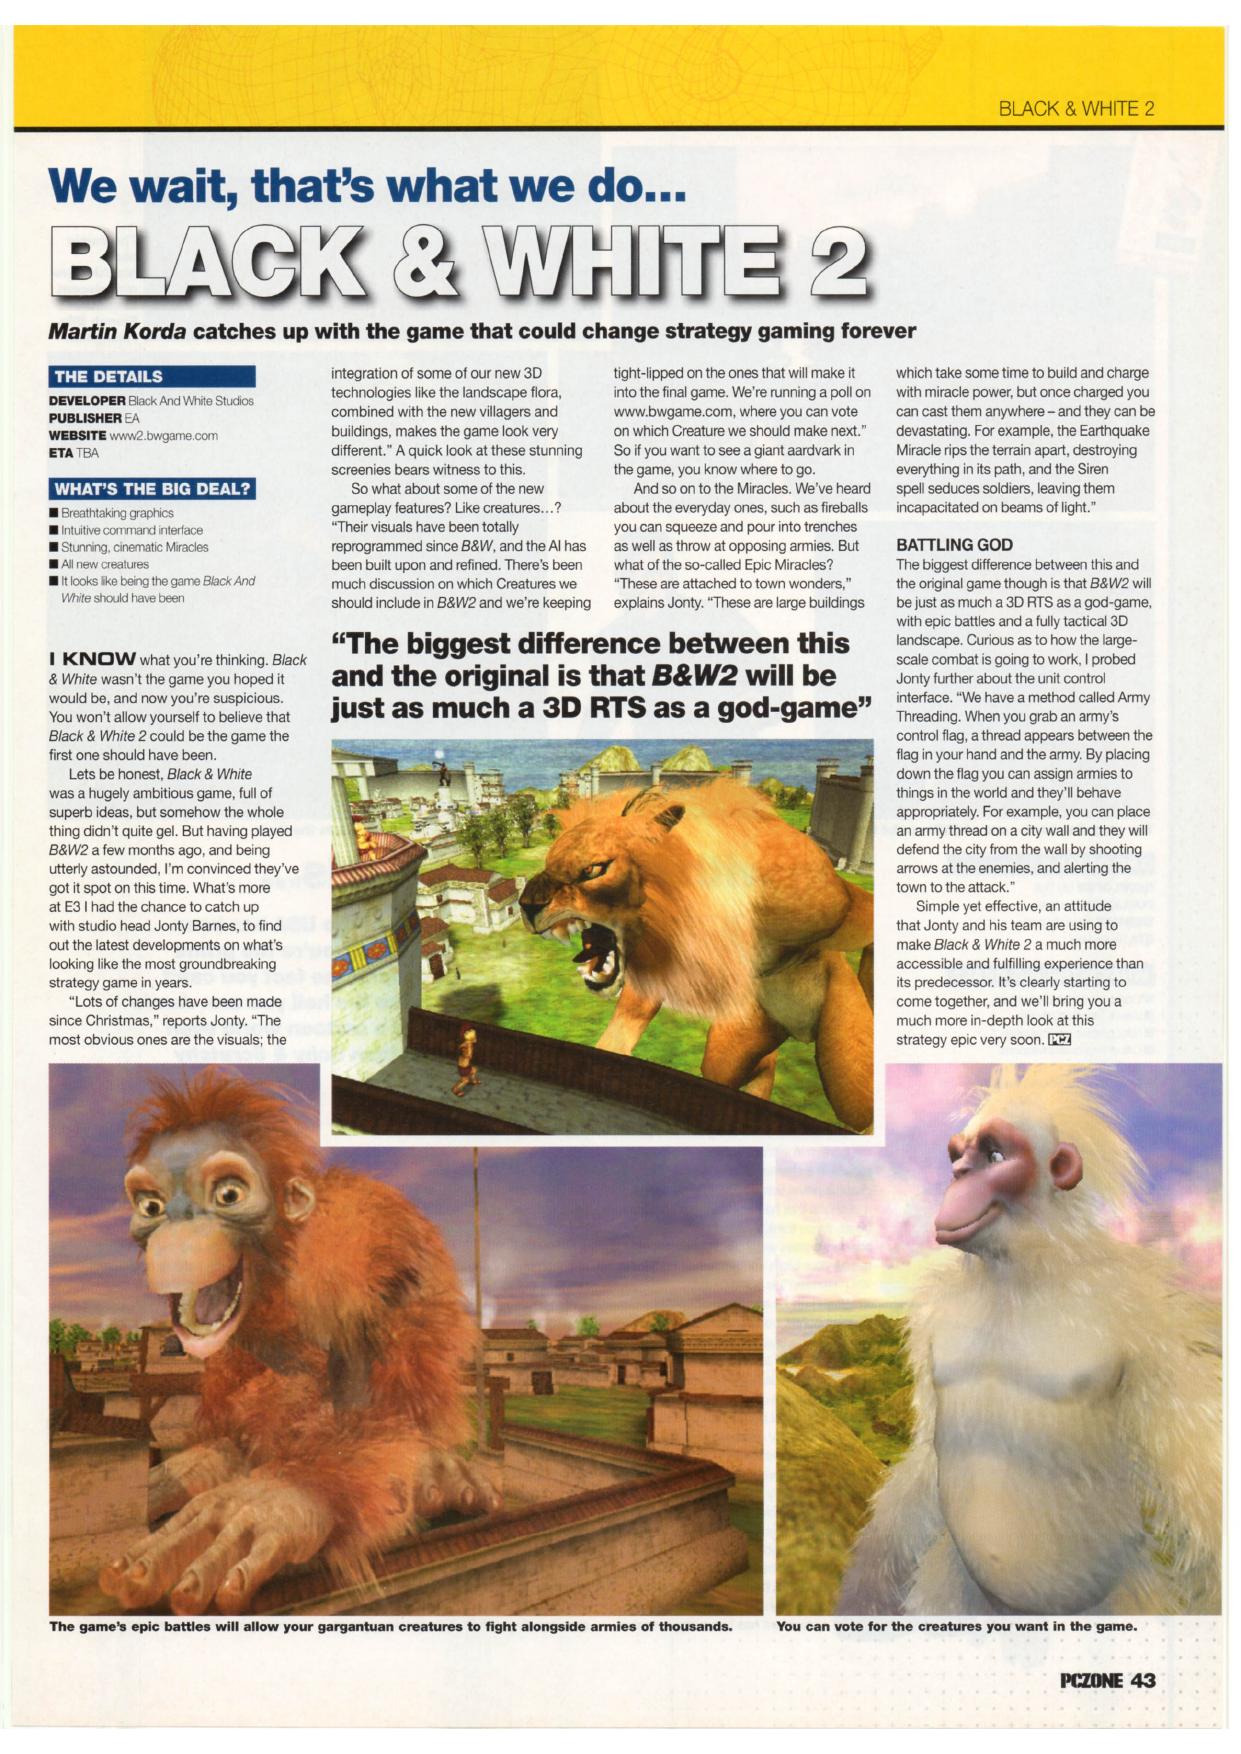 BLACK & WHITE 2
We wait, that's what we do...
BLACK & WHITE 2
Martin Korda catches up with the game that could change strategy gaming forever
THE DETAILS
DEVELOPER Black And White Studios
PUBLISHER EA
WEBSITE www2.bwgame.com
ETA TBA
WHAT'S THE BIG DEAL?
■ Breathtaking graphics
■ Intuitive command interface
■ Stunning, cinematic Miracles
■ All new creatures
■ It looks like being the game Black And
White should have been
I KNOW what you're thinking. Black
& White wasn't the game you hoped it
would be, and now you're suspicious.
You won't allow yourself to believe that
Black & White 2 could be the game the
first one should have been.
Lets be honest, Black & White
was a hugely ambitious game, full of
superb ideas, but somehow the whole
thing didn't quite gel. But having played
B&W2 a few months ago, and being
utterly astounded, I'm convinced they've
got it spot on this time. What's more
at E3 I had the chance to catch up
with studio head Jonty Barnes, to find
out the latest developments on what's
looking like the most groundbreaking
strategy game in years.
"Lots of changes have been made
since Christmas," reports Jonty. "The
most obvious ones are the visuals; the
integration of some of our new 3D
technologies like the landscape flora,
combined with the new villagers and
buildings, makes the game look very
different." A quick look at these stunning
screenies bears witness to this.
So what about some of the new
gameplay features? Like creatures...?
"Their visuals have been totally
reprogrammed since B&W, and the AI has
been built upon and refined. There's been
much discussion on which Creatures we
should include in B&W2 and we're keeping
tight-lipped on the ones that will make it
into the final game. We're running a poll on
www.bwgame.com, where you can vote
on which Creature we should make next."
So if you want to see a giant aardvark in
the game, you know where to go.
And so on to the Miracles. We've heard
about the everyday ones, such as fireballs
you can squeeze and pour into trenches
as well as throw at opposing armies. But
what of the so-called Epic Miracles?
"These are attached to town wonders,"
explains Jonty. "These are large buildings
which take some time to build and charge
with miracle power, but once charged you
can cast them anywhere – and they can be
devastating. For example, the Earthquake
Miracle rips the terrain apart, destroying
everything in its path, and the Siren
spell seduces soldiers, leaving them
incapacitated on beams of light."
"The biggest difference between this
and the original is that B&W2 will be
just as much a 3D RTS as a god-game"
BATTLING GOD
The biggest difference between this and
the original game though is that B&W2 will
be just as much a 3D RTS as a god-game,
with epic battles and a fully tactical 3D
landscape. Curious as to how the large-
scale combat is going to work, I probed
Jonty further about the unit control
interface. "We have a method called Army
Threading. When you grab an army's
control flag, a thread appears between the
flag in your hand and the army. By placing
down the flag you can assign armies to
things in the world and they'll behave
appropriately. For example, you can place
an army thread on a city wall and they will
defend the city from the wall by shooting
arrows at the enemies, and alerting the
town to the attack."
Simple yet effective, an attitude
that Jonty and his team are using to
make Black & White 2 a much more
accessible and fulfilling experience than
its predecessor. It's clearly starting to
come together, and we'll bring you a
much more in-depth look at this
strategy epic very soon. PCZ
The game's epic battles will allow your gargantuan creatures to fight alongside armies of thousands.
You can vote for the creatures you want in the game.
PCZONE 43